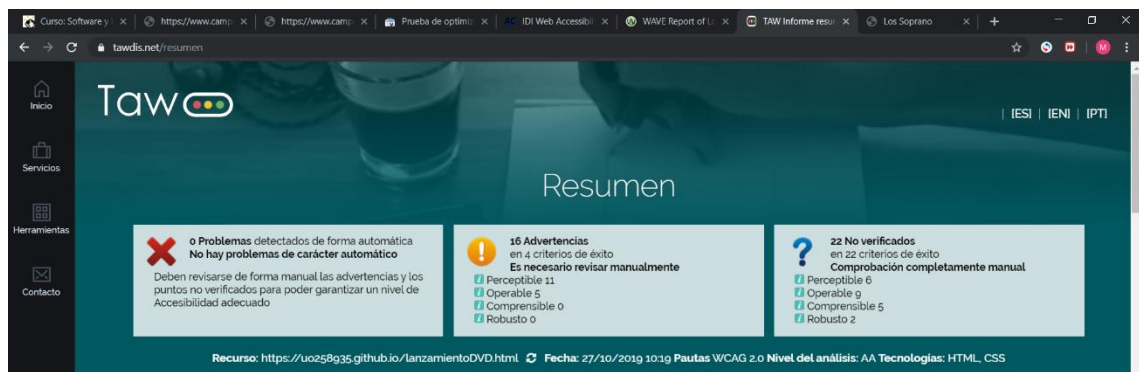 Curso: Software y
https://www.camp
https://www.camp
Prueba de optimiz
AC IDI Web Accessibil
WAVE Report of Lo
TAW Informe resum
Los Soprano
tawdis.net/resumen
M
Inicio
Servicios
Herramientas
Contacto
Taw
| [ES] | [EN] | [PT]
Resumen
0 Problemas detectados de forma automática
No hay problemas de carácter automático
Deben revisarse de forma manual las advertencias y los
puntos no verificados para poder garantizar un nivel de
Accesibilidad adecuado
16 Advertencias
en 4 criterios de éxito
Es necesario revisar manualmente
Perceptible 11
Operable 5
Comprensible 0
Robusto 0
22 No verificados
en 22 criterios de éxito
Comprobación completamente manual
Perceptible 6
Operable 9
Comprensible 5
Robusto 2
Recurso: https://uo258935.github.io/lanzamientoDVD.html Fecha: 27/10/2019 10:19 Pautas WCAG 2.0 Nivel del análisis: AA Tecnologías: HTML, CSS